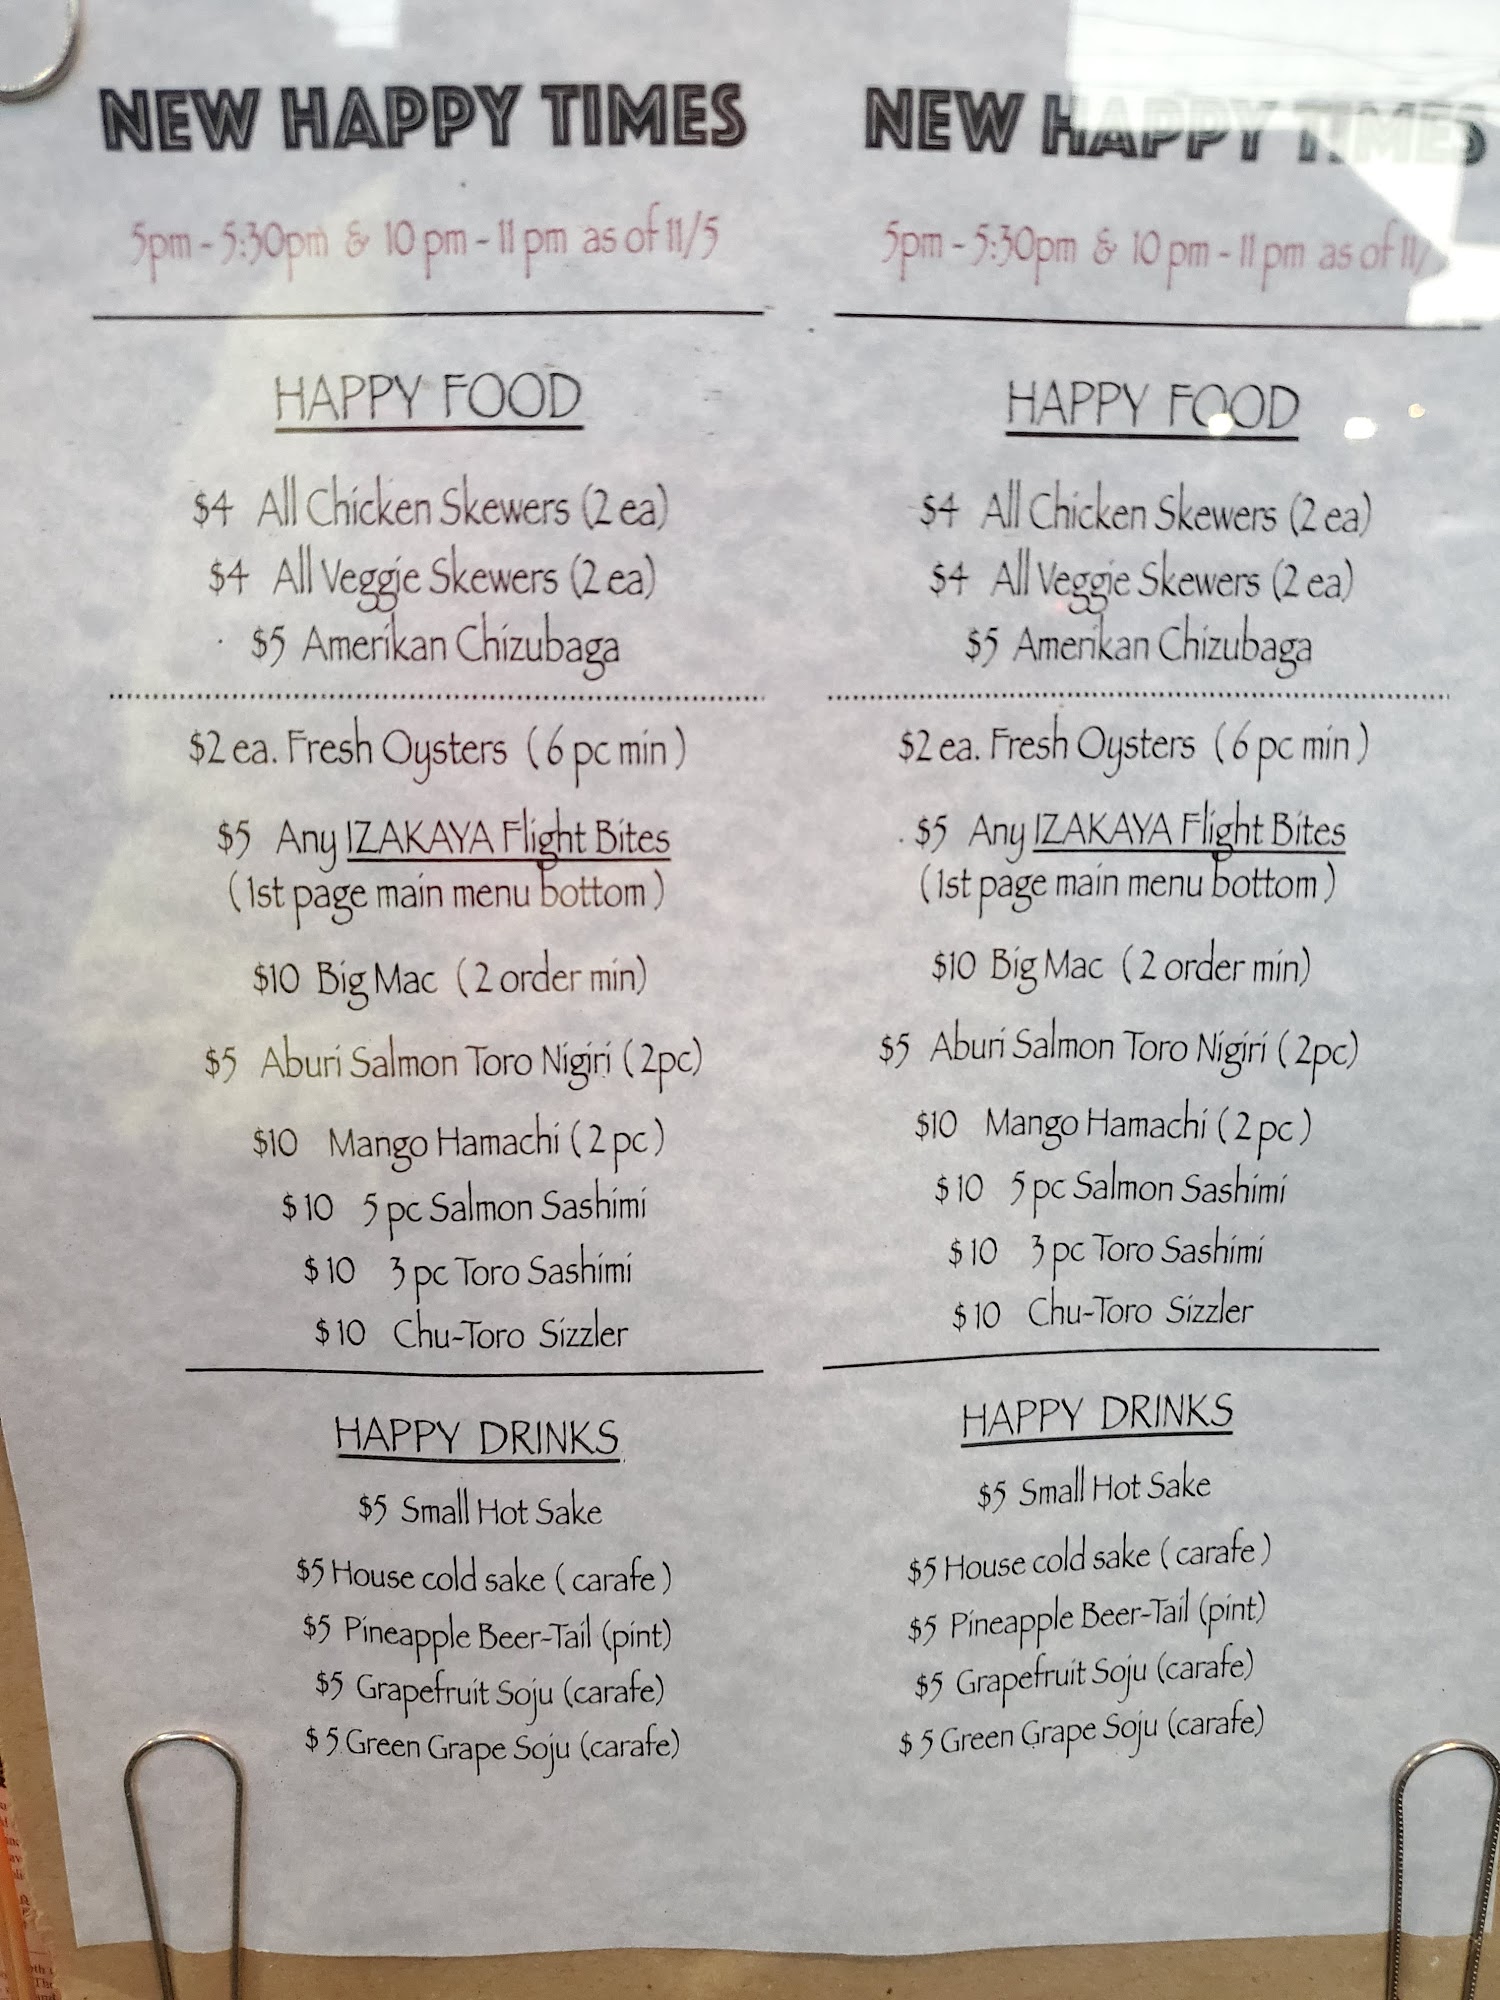 NEW HAPPY TIMES
5pm - 5:30pm & 10 pm - 11 pm as of 11/5
HAPPY FOOD
$4 All Chicken Skewers (2 ea)
$4 All Veggie Skewers (2 ea)
$5 Amerikan Chizubaga
$2 ea. Fresh Oysters ( 6 pc min )
$5 Any IZAKAYA Flight Bites
( 1st page main menu bottom )
$10 Big Mac ( 2 order min)
$5 Aburi Salmon Toro Nigiri ( 2pc)
$10 Mango Hamachi ( 2 pc )
$ 10 5 pc Salmon Sashimi
$ 10 3 pc Toro Sashimi
$ 10 Chu-Toro Sizzler
HAPPY DRINKS
$5 Small Hot Sake
$5 House cold sake ( carafe )
$5 Pineapple Beer-Tail (pint)
$5 Grapefruit Soju (carafe)
$ 5 Green Grape Soju (carafe)
NEW HAPPY TIMES
5pm - 5:30pm & 10 pm - 11 pm as of 11/
HAPPY FOOD
$4 All Chicken Skewers (2 ea)
$4 All Veggie Skewers (2 ea)
$5 Amerikan Chizubaga
$2 ea. Fresh Oysters ( 6 pc min )
$5 Any IZAKAYA Flight Bites
( 1st page main menu bottom )
$10 Big Mac ( 2 order min)
$5 Aburi Salmon Toro Nigiri ( 2pc)
$10 Mango Hamachi ( 2 pc )
$ 10 5 pc Salmon Sashimi
$ 10 3 pc Toro Sashimi
$ 10 Chu-Toro Sizzler
HAPPY DRINKS
$5 Small Hot Sake
$5 House cold sake ( carafe )
$5 Pineapple Beer-Tail (pint)
$5 Grapefruit Soju (carafe)
$ 5 Green Grape Soju (carafe)